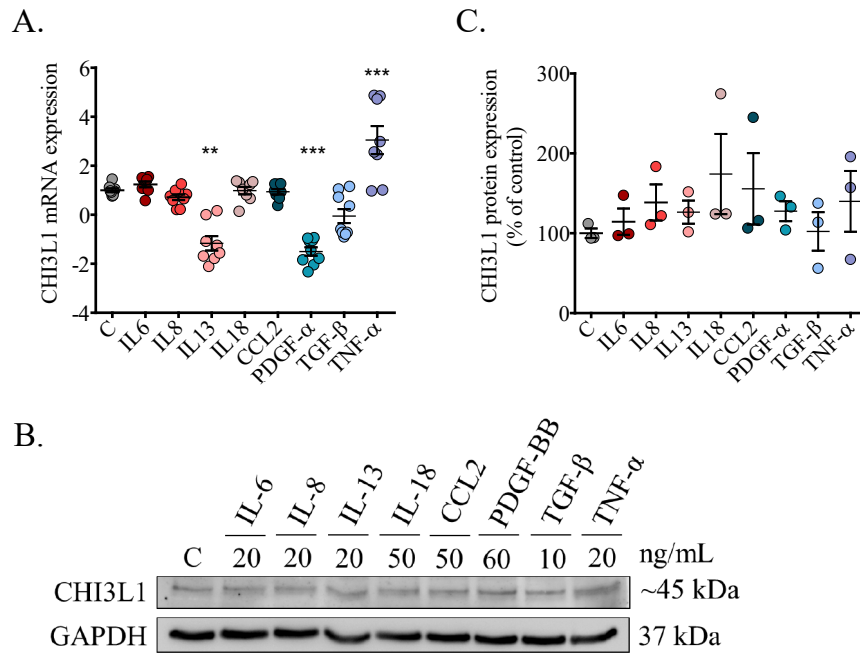 A.
CHI3L1 mRNA expression
6
4
2
0
-2
-4
**
***
***
C
IL6
IL8
IL13
IL18
CCL2
PDGF-α
TGF-β
TNF-α
C.
CHI3L1 protein expression
(% of control)
300
200
100
0
C
IL6
IL8
IL13
IL18
CCL2
PDGF-α
TGF-β
TNF-α
B.
IL-6
IL-8
IL-13
IL-18
CCL2
PDGF-BB
TGF-β
TNF-α
C 20 20 20 50 50 60 10 20 ng/mL
CHI3L1 ~45 kDa
GAPDH 37 kDa